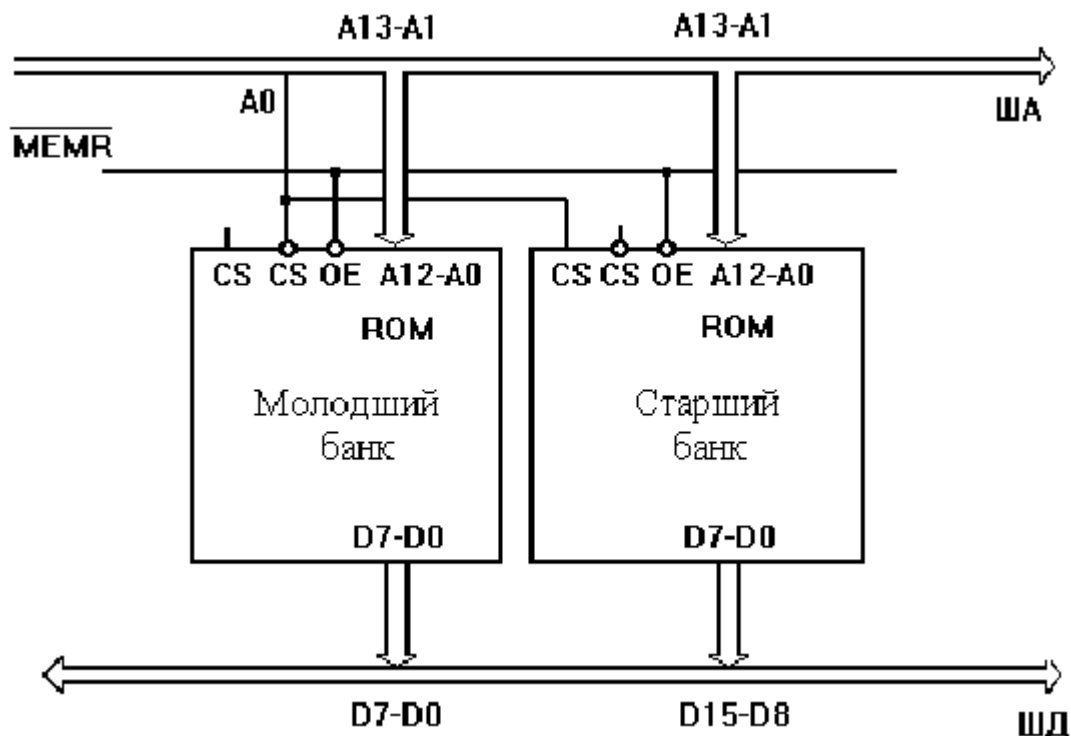 A13-A1 A13-A1
A0
ША
MEMR
CS CS OE A12-A0 CS CS OE A12-A0
ROM ROM
Молодший Старший
банк банк
D7-D0 D7-D0
D7-D0 D15-D8
ШД